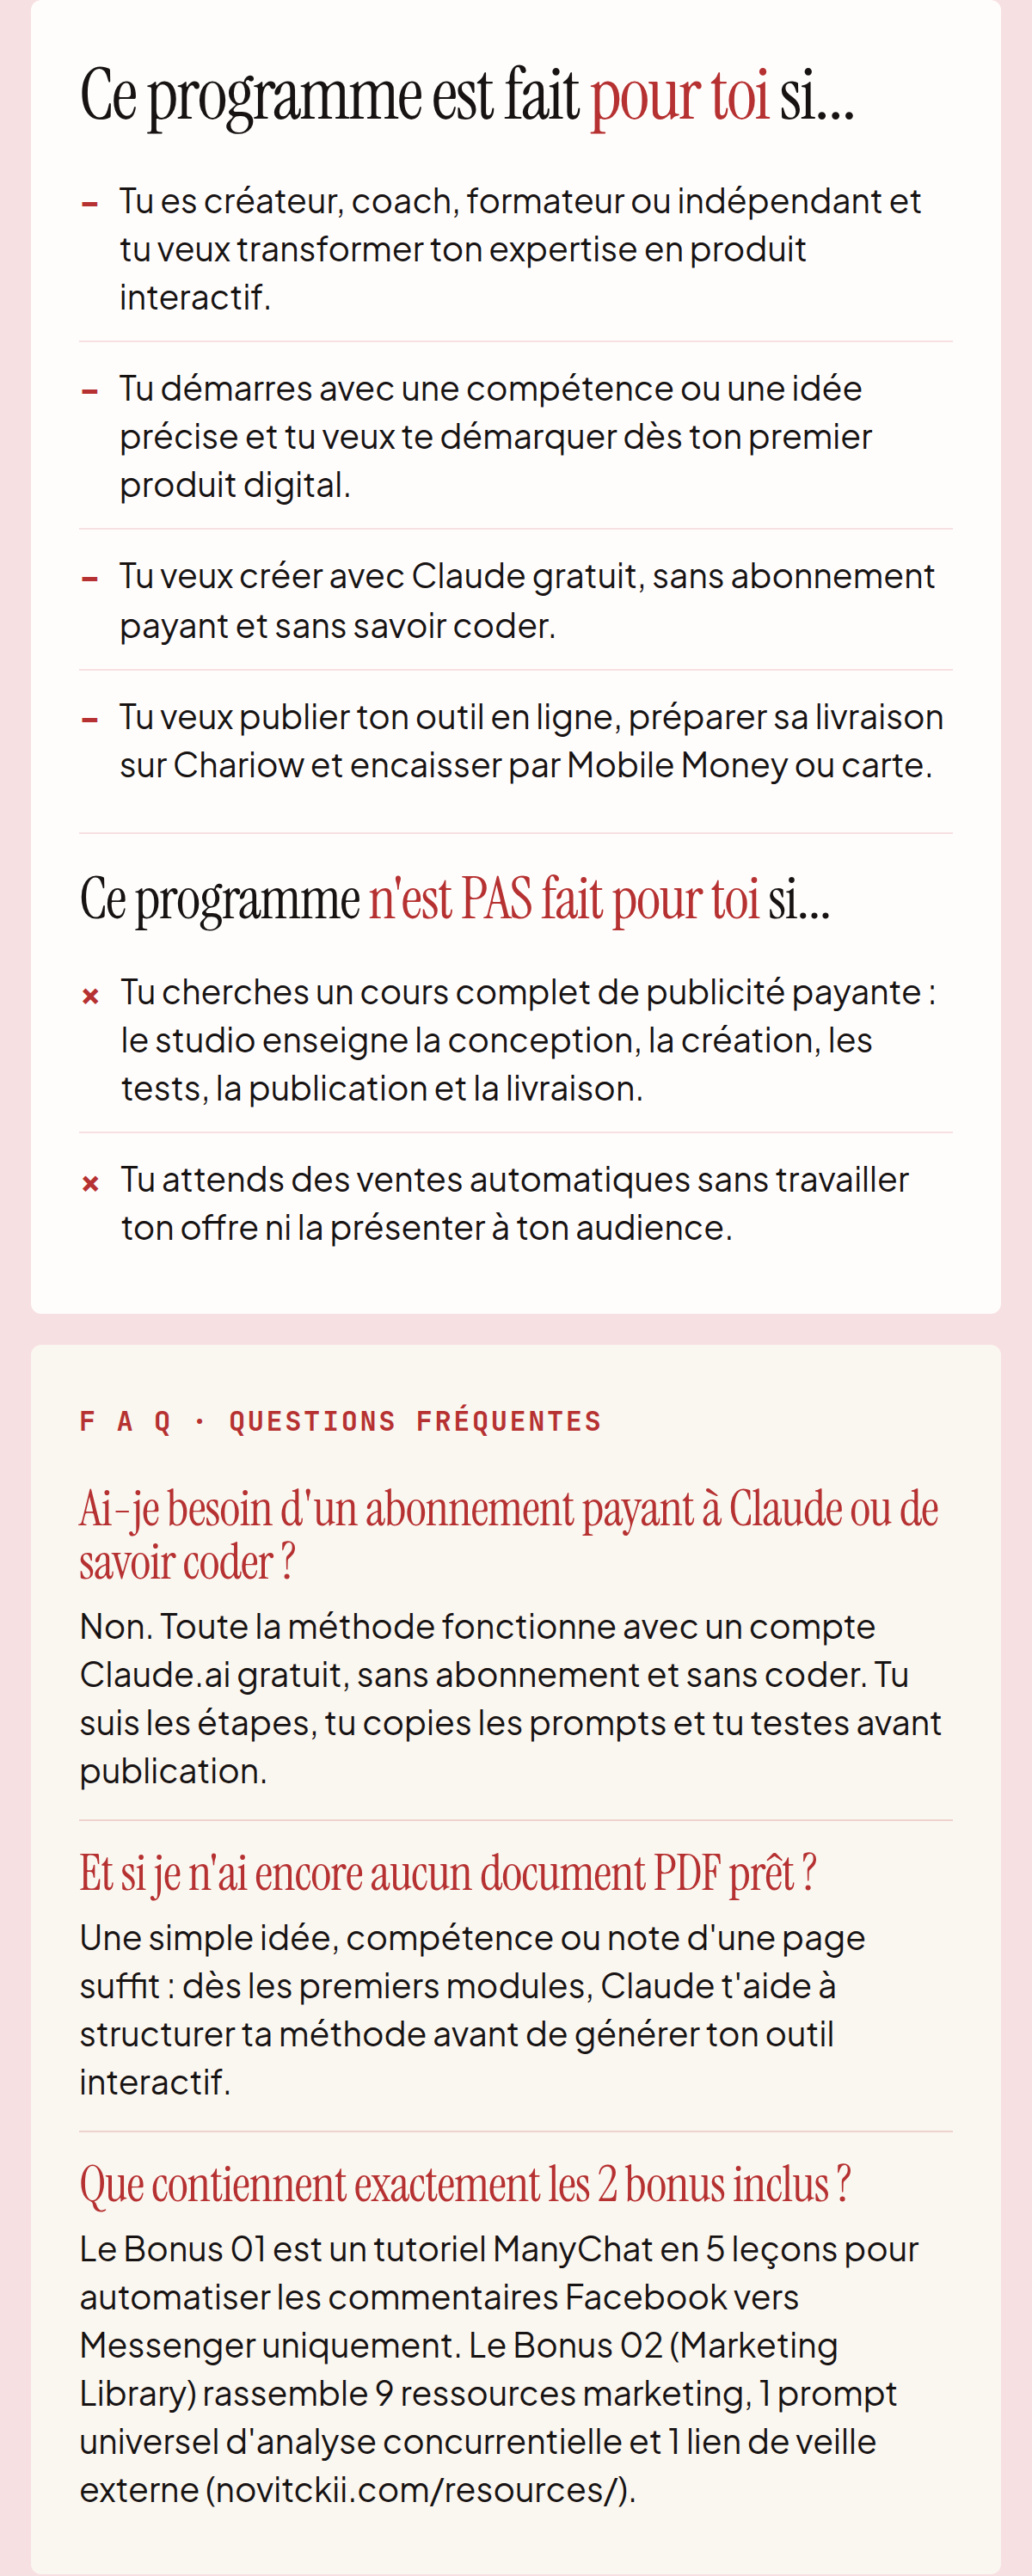 Ce programme est fait pour toi si...
– Tu es créateur, coach, formateur ou indépendant et
tu veux transformer ton expertise en produit
interactif.
– Tu démarres avec une compétence ou une idée
précise et tu veux te démarquer dès ton premier
produit digital.
– Tu veux créer avec Claude gratuit, sans abonnement
payant et sans savoir coder.
– Tu veux publier ton outil en ligne, préparer sa livraison
sur Chariow et encaisser par Mobile Money ou carte.
Ce programme n'est PAS fait pour toi si...
× Tu cherches un cours complet de publicité payante :
le studio enseigne la conception, la création, les
tests, la publication et la livraison.
× Tu attends des ventes automatiques sans travailler
ton offre ni la présenter à ton audience.
F A Q · QUESTIONS FRÉQUENTES
Ai-je besoin d'un abonnement payant à Claude ou de
savoir coder ?
Non. Toute la méthode fonctionne avec un compte
Claude.ai gratuit, sans abonnement et sans coder. Tu
suis les étapes, tu copies les prompts et tu testes avant
publication.
Et si je n'ai encore aucun document PDF prêt ?
Une simple idée, compétence ou note d'une page
suffit : dès les premiers modules, Claude t'aide à
structurer ta méthode avant de générer ton outil
interactif.
Que contiennent exactement les 2 bonus inclus ?
Le Bonus 01 est un tutoriel ManyChat en 5 leçons pour
automatiser les commentaires Facebook vers
Messenger uniquement. Le Bonus 02 (Marketing
Library) rassemble 9 ressources marketing, 1 prompt
universel d'analyse concurrentielle et 1 lien de veille
externe (novitckii.com/resources/).